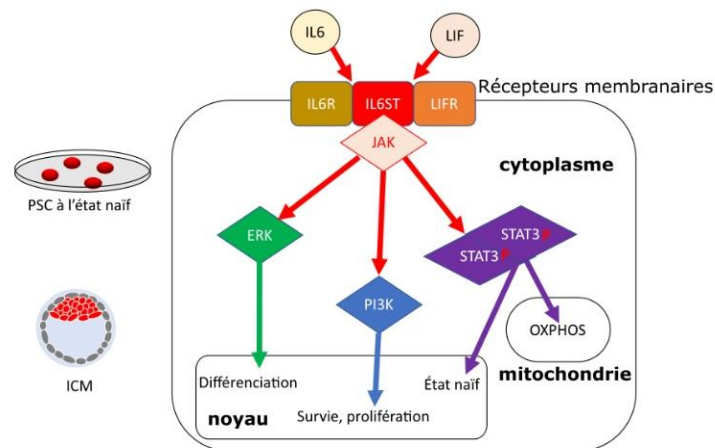 IL6
LIF
Récepteurs membranaires
IL6R
IL6ST
LIFR
JAK
cytoplasme
PSC à l'état naïf
ERK
STAT3 P
STAT3 P
PI3K
OXPHOS
mitochondrie
ICM
Différenciation
État naïf
noyau
Survie, prolifération